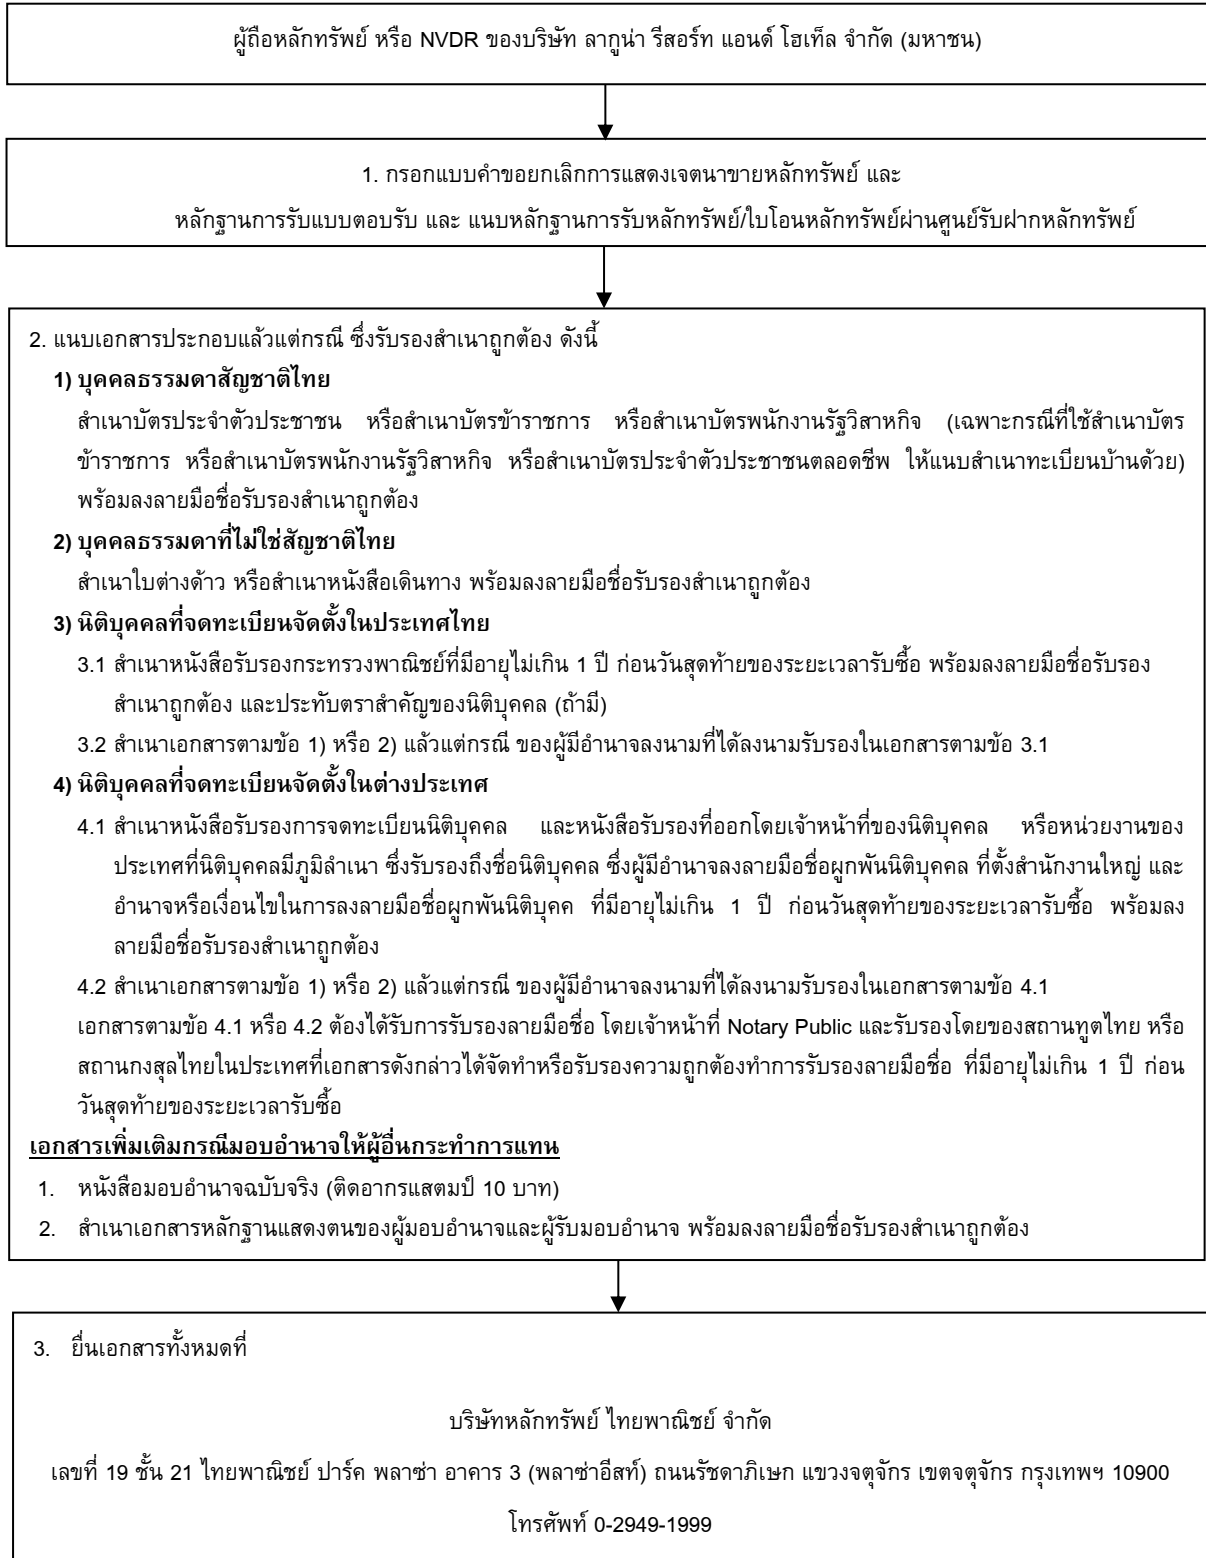 ผู้ถือหลักทรัพย์ หรือ NVDR ของบริษัท ลากูน่า รีสอร์ท แอนด์ โฮเท็ล จำกัด (มหาชน)
1. กรอกแบบคำขอยกเลิกการแสดงเจตนาขายหลักทรัพย์ และ
หลักฐานการรับแบบตอบรับ และ แนบหลักฐานการรับหลักทรัพย์/ใบโอนหลักทรัพย์ผ่านศูนย์รับฝากหลักทรัพย์
2. แนบเอกสารประกอบแล้วแต่กรณี ซึ่งรับรองสำเนาถูกต้อง ดังนี้
1) บุคคลธรรมดาสัญชาติไทย
สำเนาบัตรประจำตัวประชาชน หรือสำเนาบัตรข้าราชการ หรือสำเนาบัตรพนักงานรัฐวิสาหกิจ (เฉพาะกรณีที่ใช้สำเนาบัตร
ข้าราชการ หรือสำเนาบัตรพนักงานรัฐวิสาหกิจ หรือสำเนาบัตรประจำตัวประชาชนตลอดชีพ ให้แนบสำเนาทะเบียนบ้านด้วย)
พร้อมลงลายมือชื่อรับรองสำเนาถูกต้อง
2) บุคคลธรรมดาที่ไม่ใช่สัญชาติไทย
สำเนาใบต่างด้าว หรือสำเนาหนังสือเดินทาง พร้อมลงลายมือชื่อรับรองสำเนาถูกต้อง
3) นิติบุคคลที่จดทะเบียนจัดตั้งในประเทศไทย
3.1 สำเนาหนังสือรับรองกระทรวงพาณิชย์ที่มีอายุไม่เกิน 1 ปี ก่อนวันสุดท้ายของระยะเวลารับซื้อ พร้อมลงลายมือชื่อรับรอง
สำเนาถูกต้อง และประทับตราสำคัญของนิติบุคคล (ถ้ามี)
3.2 สำเนาเอกสารตามข้อ 1) หรือ 2) แล้วแต่กรณี ของผู้มีอำนาจลงนามที่ได้ลงนามรับรองในเอกสารตามข้อ 3.1
4) นิติบุคคลที่จดทะเบียนจัดตั้งในต่างประเทศ
4.1 สำเนาหนังสือรับรองการจดทะเบียนนิติบุคคล และหนังสือรับรองที่ออกโดยเจ้าหน้าที่ของนิติบุคคล หรือหน่วยงานของ
ประเทศที่นิติบุคคลมีภูมิลำเนา ซึ่งรับรองถึงชื่อนิติบุคคล ซึ่งผู้มีอำนาจลงลายมือชื่อผูกพันนิติบุคคล ที่ตั้งสำนักงานใหญ่ และ
อำนาจหรือเงื่อนไขในการลงลายมือชื่อผูกพันนิติบุคค ที่มีอายุไม่เกิน 1 ปี ก่อนวันสุดท้ายของระยะเวลารับซื้อ พร้อมลง
ลายมือชื่อรับรองสำเนาถูกต้อง
4.2 สำเนาเอกสารตามข้อ 1) หรือ 2) แล้วแต่กรณี ของผู้มีอำนาจลงนามที่ได้ลงนามรับรองในเอกสารตามข้อ 4.1
เอกสารตามข้อ 4.1 หรือ 4.2 ต้องได้รับการรับรองลายมือชื่อ โดยเจ้าหน้าที่ Notary Public และรับรองโดยของสถานทูตไทย หรือ
สถานกงสุลไทยในประเทศที่เอกสารดังกล่าวได้จัดทำหรือรับรองความถูกต้องทำการรับรองลายมือชื่อ ที่มีอายุไม่เกิน 1 ปี ก่อน
วันสุดท้ายของระยะเวลารับซื้อ
เอกสารเพิ่มเติมกรณีมอบอำนาจให้ผู้อื่นกระทำการแทน
1. หนังสือมอบอำนาจฉบับจริง (ติดอากรแสตมป์ 10 บาท)
2. สำเนาเอกสารหลักฐานแสดงตนของผู้มอบอำนาจและผู้รับมอบอำนาจ พร้อมลงลายมือชื่อรับรองสำเนาถูกต้อง
3. ยื่นเอกสารทั้งหมดที่
บริษัทหลักทรัพย์ ไทยพาณิชย์ จำกัด
เลขที่ 19 ชั้น 21 ไทยพาณิชย์ ปาร์ค พลาซ่า อาคาร 3 (พลาซ่าอีสท์) ถนนรัชดาภิเษก แขวงจตุจักร เขตจตุจักร กรุงเทพฯ 10900
โทรศัพท์ 0-2949-1999